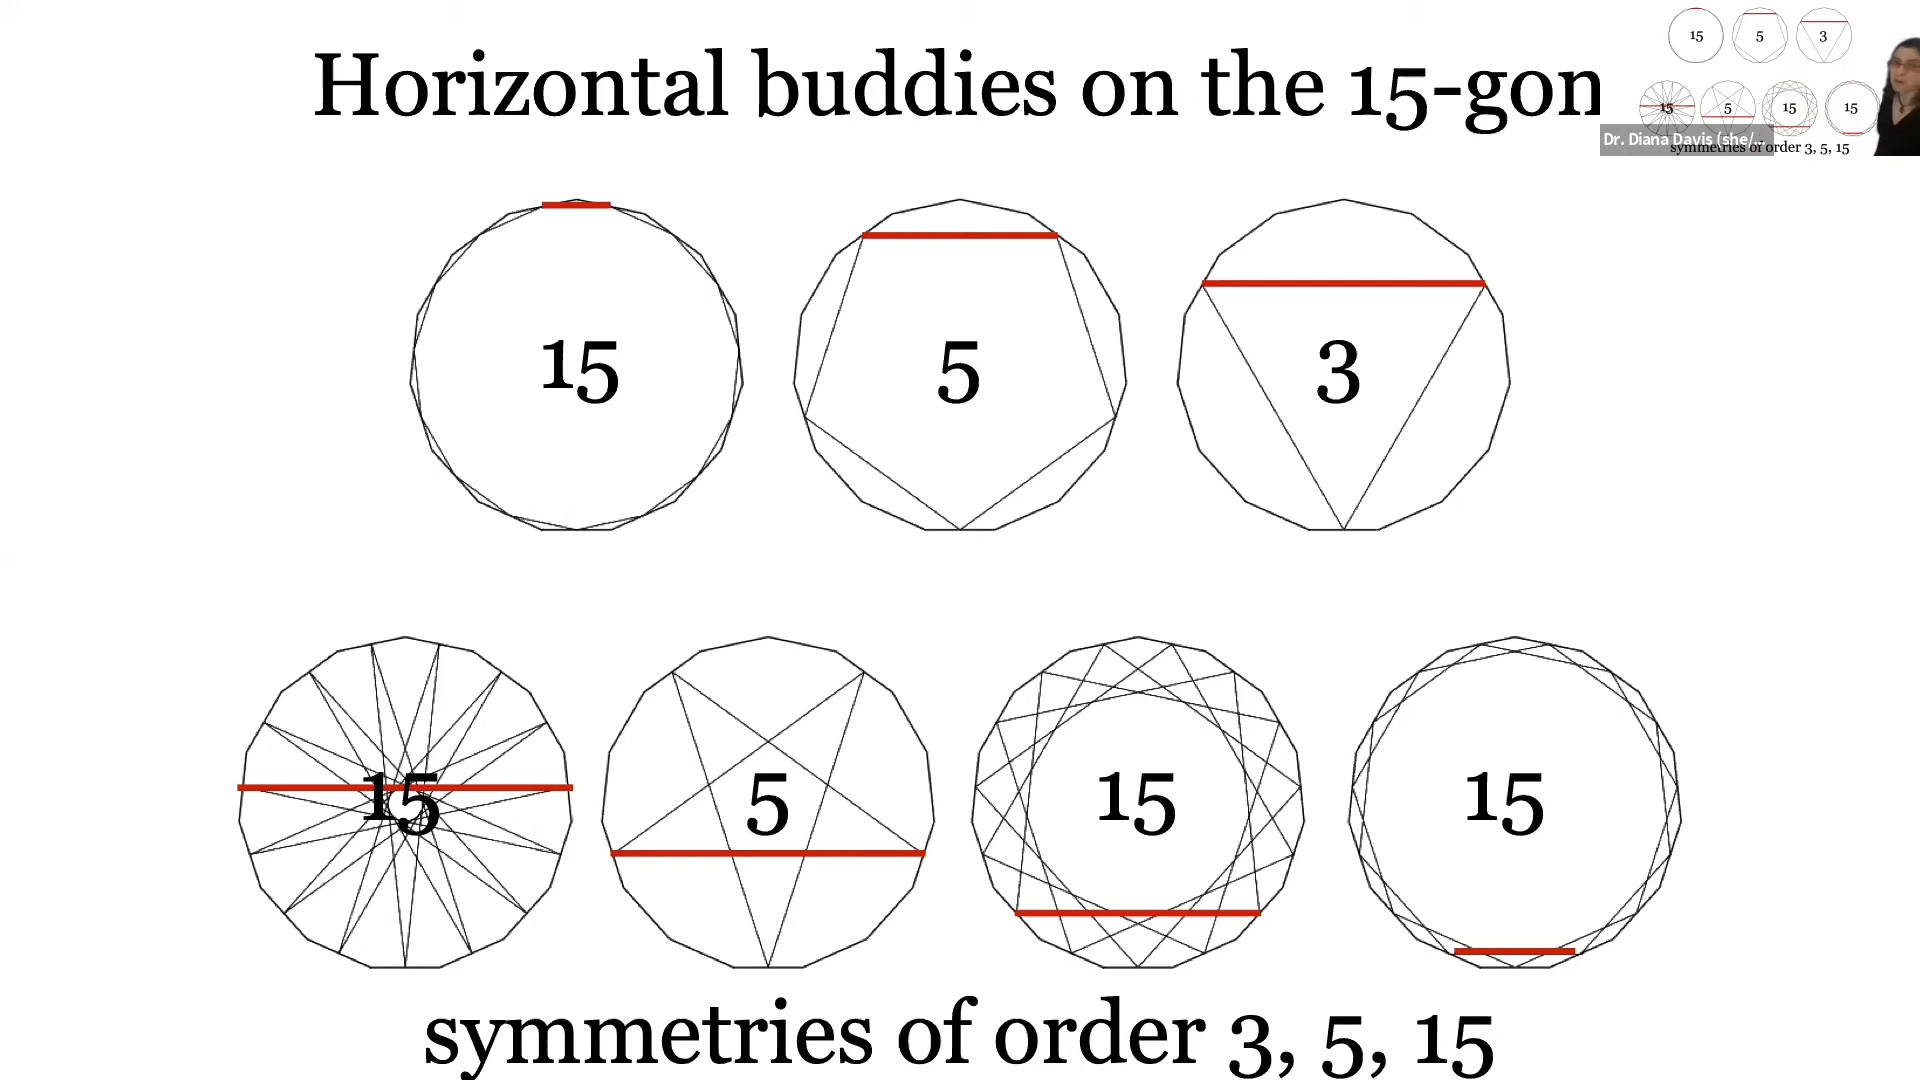 Horizontal buddies on the 15-gon
15 5 3
15 5 15 15
Dr. Diana Davis (she/...
symmetries of order 3, 5, 15
15 5 3
15 5 15 15
symmetries of order 3, 5, 15